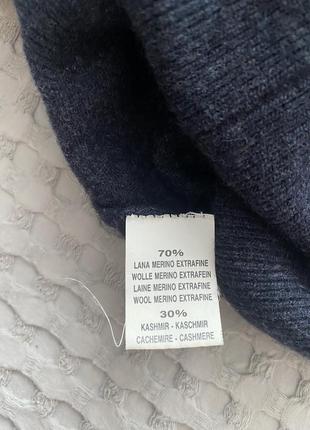 70%
LANA MERINO EXTRAFINE
WOLLE MERINO EXTRAFEIN
LAINE MERINO EXTRAFINE
WOOL MERINO EXTRAFINE
30%
KASHMIR - KASCHMIR
CACHEMIRE - CASHMERE